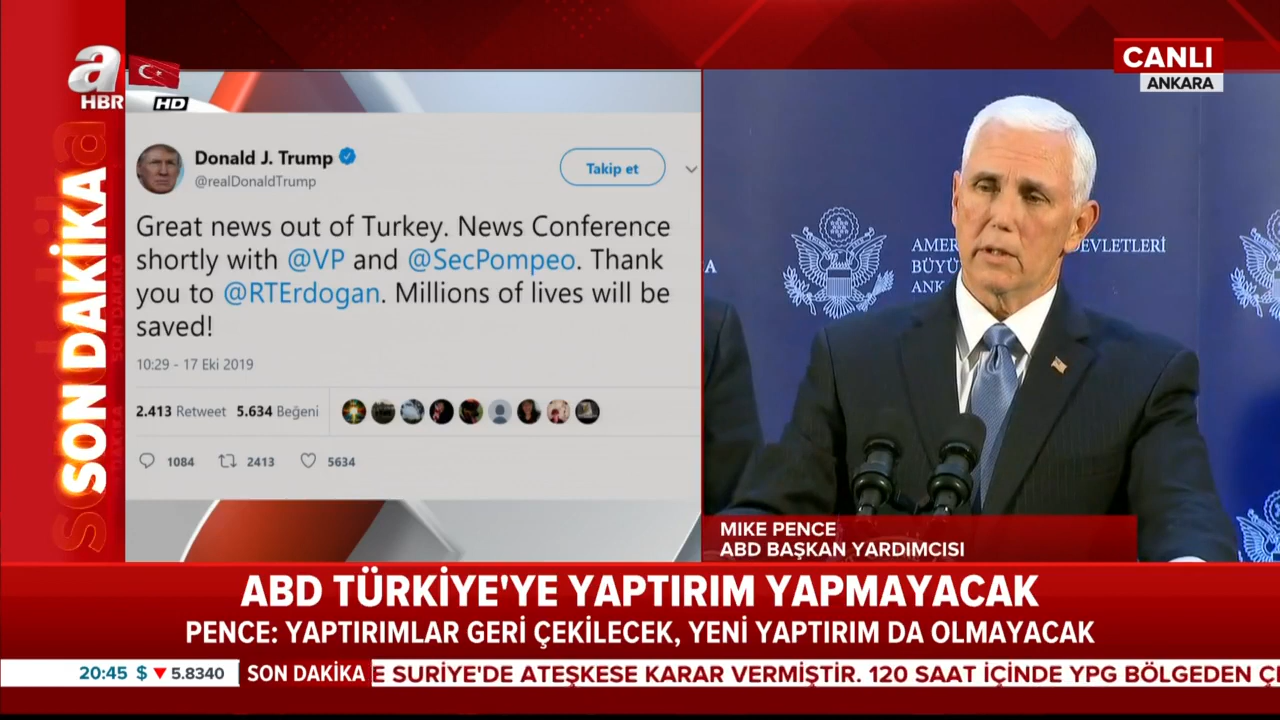 a
HBR
HD
SON DAKİKA
CANLI
ANKARA
Donald J. Trump
@realDonaldTrump
Takip et
Great news out of Turkey. News Conference
shortly with @VP and @SecPompeo. Thank
you to @RTErdogan. Millions of lives will be
saved!
10:29 - 17 Eki 2019
2.413 Retweet 5.634 Beğeni
1084 2413 5634
A
AMER EVLETLERİ
BÜYÜ
ANK
MIKE PENCE
ABD BAŞKAN YARDIMCISI
ABD TÜRKİYE'YE YAPTIRIM YAPMAYACAK
PENCE: YAPTIRIMLAR GERİ ÇEKİLECEK, YENİ YAPTIRIM DA OLMAYACAK
20:45 $ 5.8340 SON DAKİKA E SURİYE'DE ATEŞKESE KARAR VERMİŞTİR. 120 SAAT İÇİNDE YPG BÖLGEDEN Ç